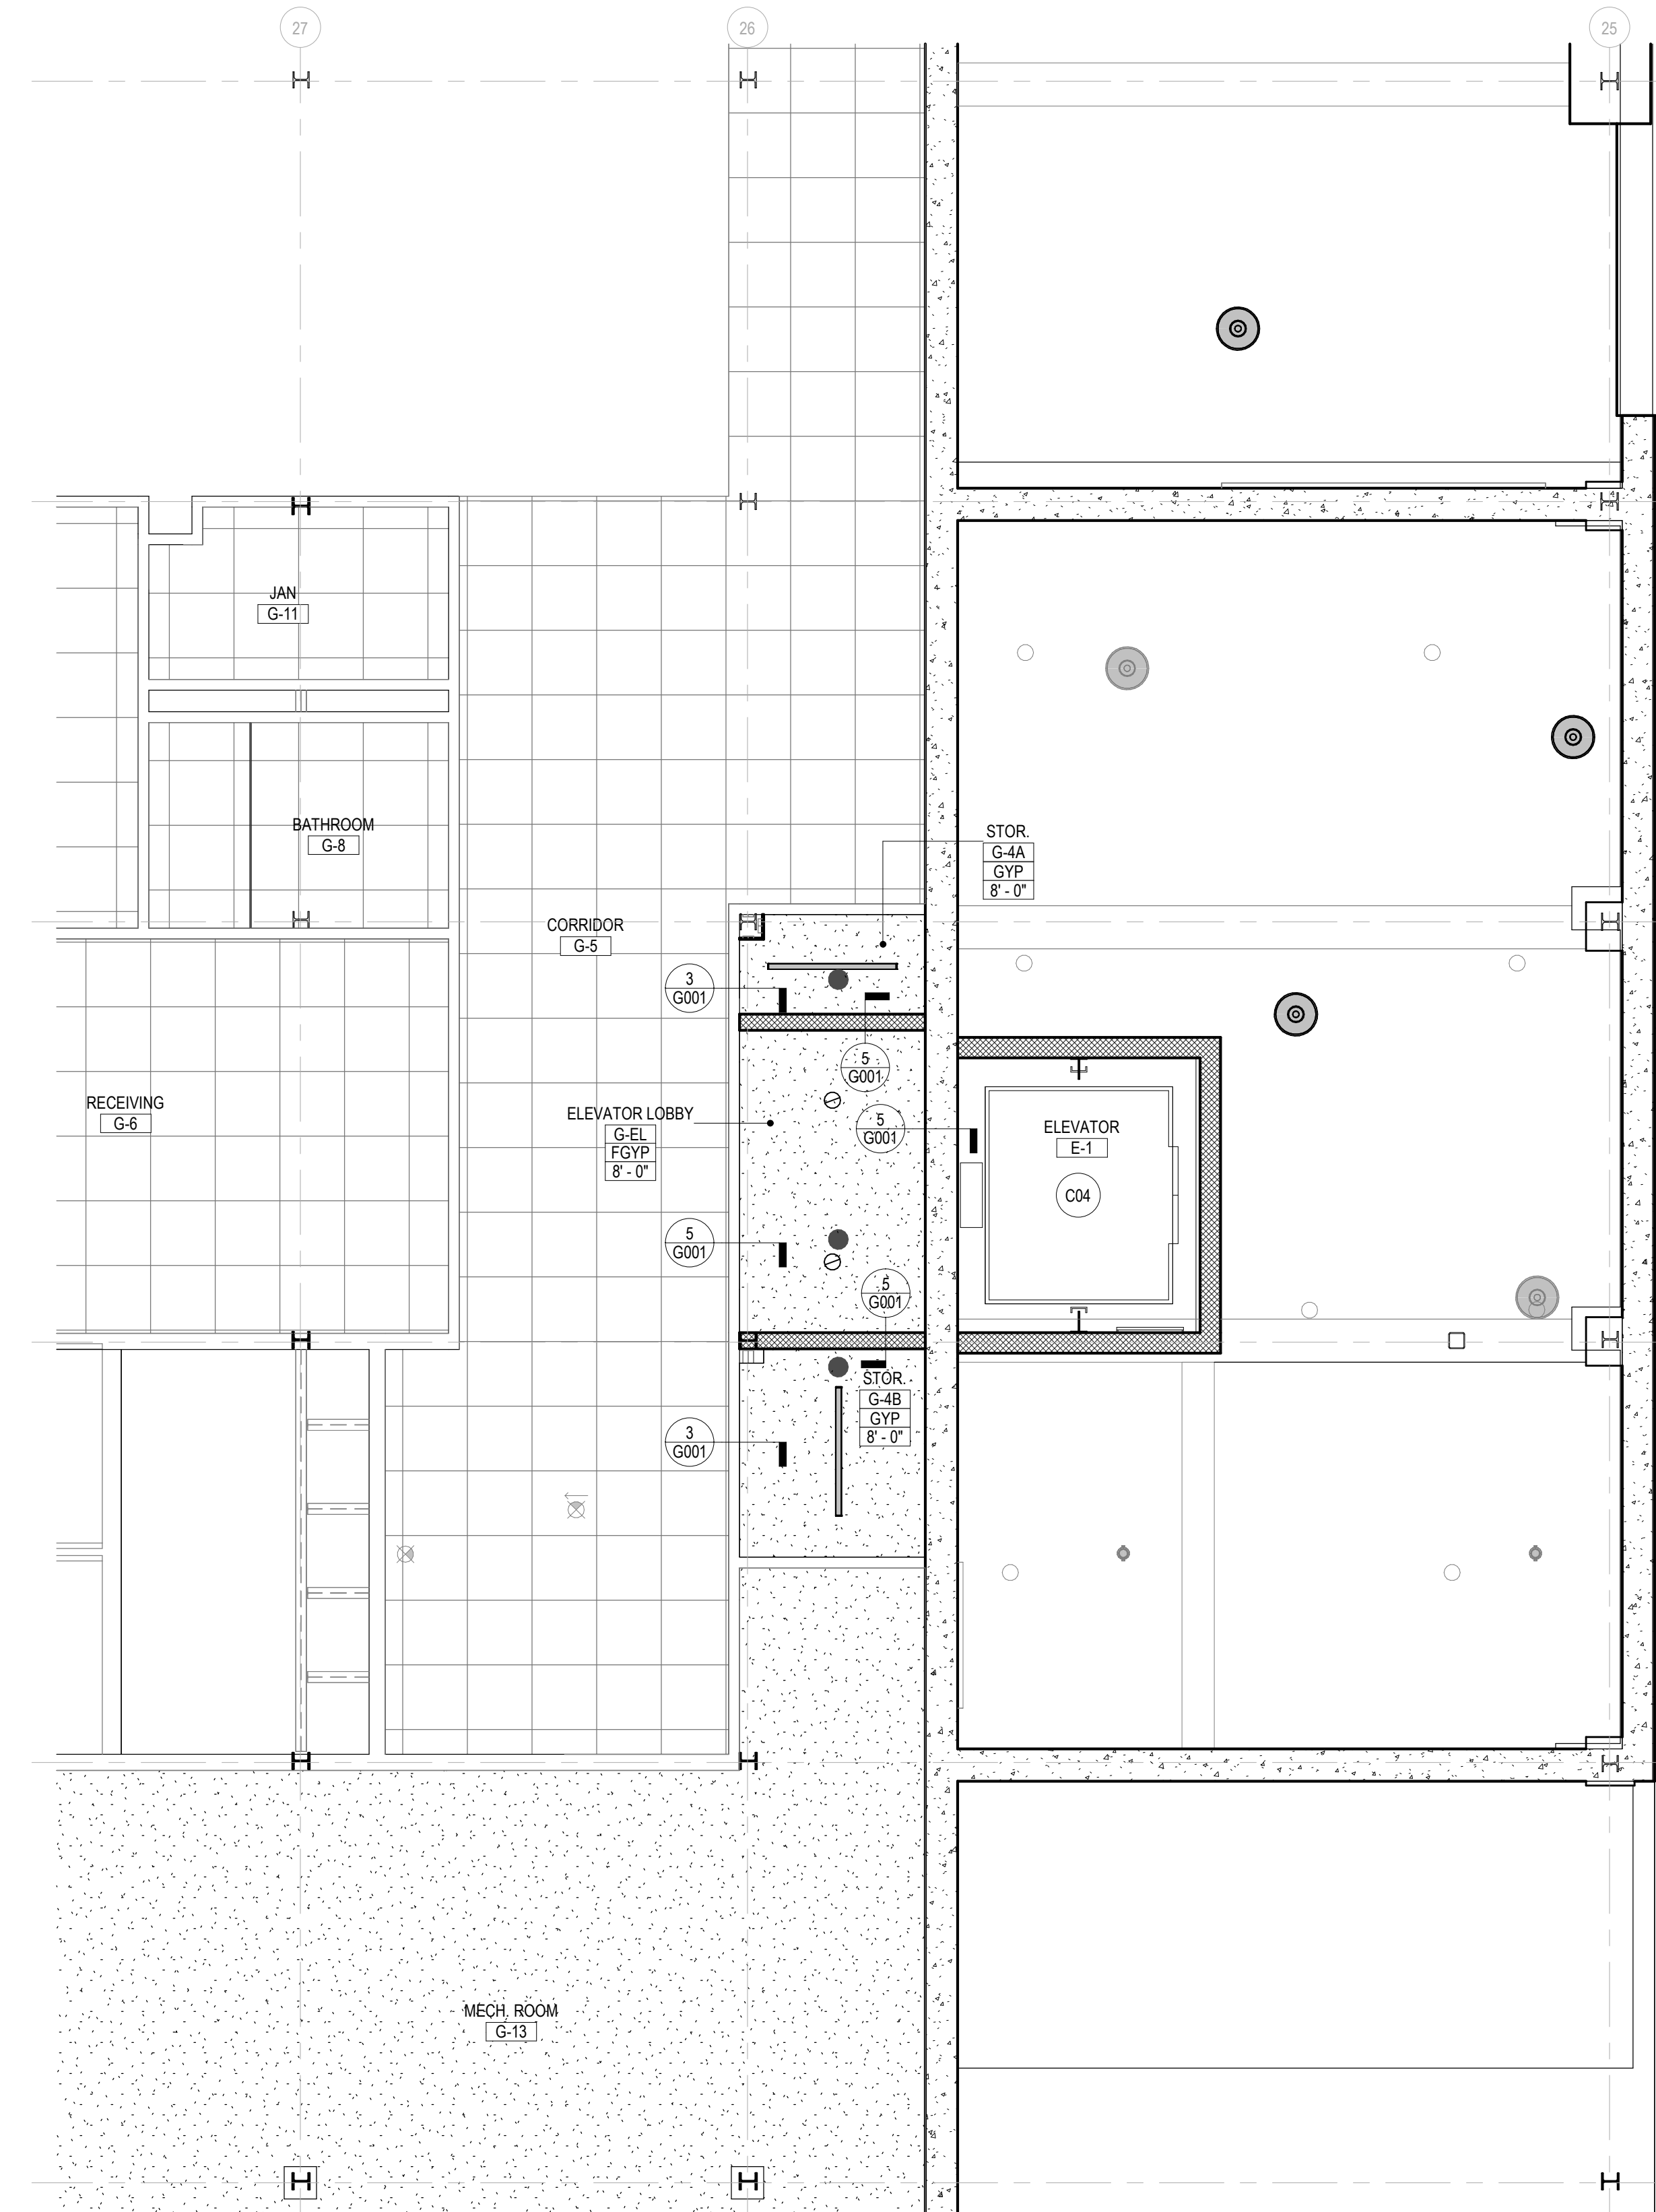 27
26
25
JAN
G-11
BATHROOM
G-8
STOR.
G-4A
GYP
8' - 0"
CORRIDOR
G-5
3
G001
5
G001
RECEIVING
G-6
ELEVATOR LOBBY
G-EL
FGYP
8' - 0"
5
G001
ELEVATOR
E-1
C04
5
G001
5
G001
STOR.
G-4B
GYP
8' - 0"
3
G001
MECH. ROOM
G-13